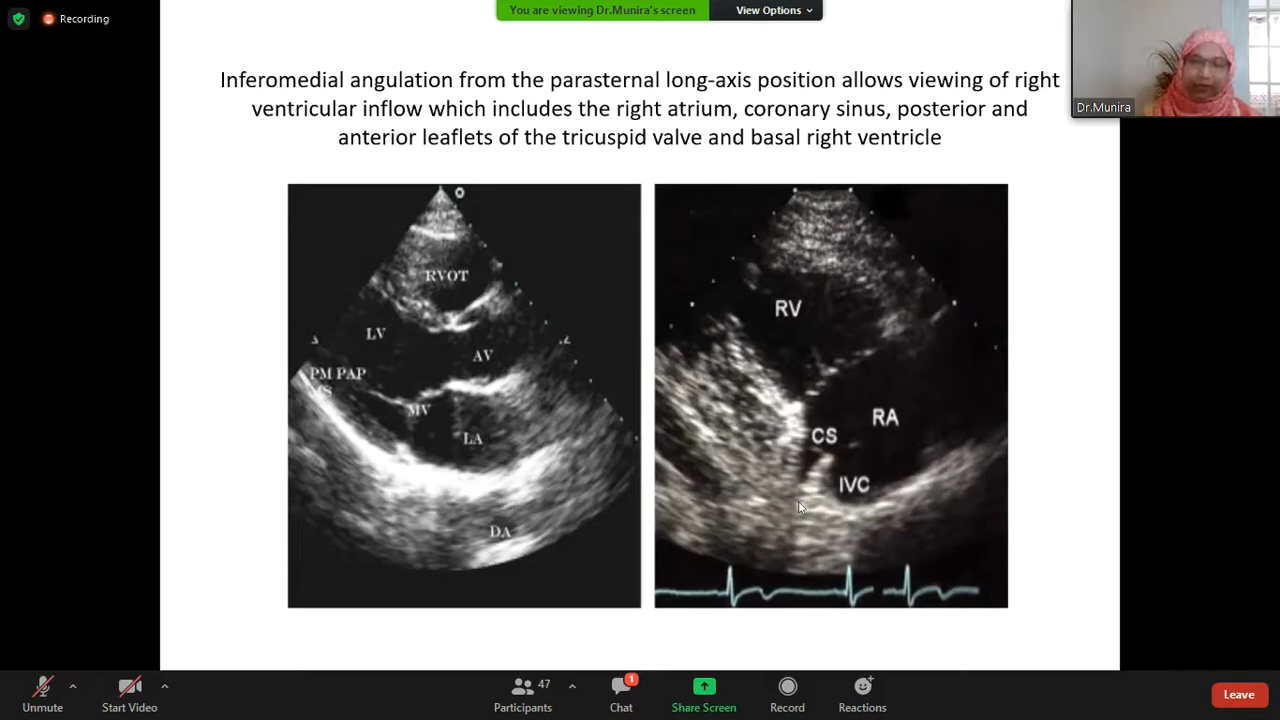 Recording
You are viewing Dr.Munira's screen
View Options
Dr.Munira
Inferomedial angulation from the parasternal long-axis position allows viewing of right
ventricular inflow which includes the right atrium, coronary sinus, posterior and
anterior leaflets of the tricuspid valve and basal right ventricle
RVOT
LV
AV
PM PAP
MS
MV
LA
DA
RV
RA
CS
IVC
Unmute
Start Video
47
Participants
1
Chat
Share Screen
Record
Reactions
Leave